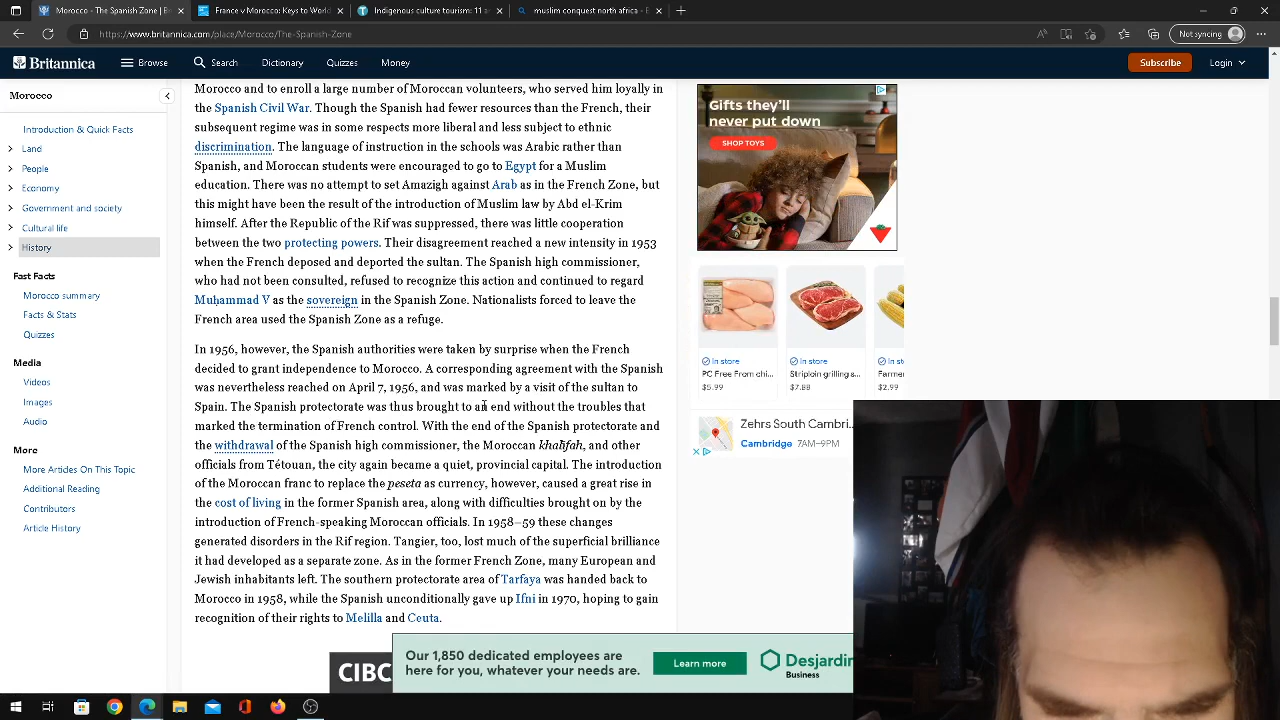 Morocco - The Spanish Zone | B
France v Morocco: Keys to World
Indigenous culture tourism: 11 a
muslim conquest north africa - B
https://www.britannica.com/place/Morocco/The-Spanish-Zone
Not syncing
Britannica
Browse
Search
Dictionary
Quizzes
Money
Subscribe
Login
Morocco
Introduction & Quick Facts
Land
People
Economy
Government and society
Cultural life
History
Fast Facts
Morocco summary
Facts & Stats
Quizzes
Media
Videos
Images
Audio
More
More Articles On This Topic
Additional Reading
Contributors
Article History
Morocco and to enroll a large number of Moroccan volunteers, who served him loyally in
the Spanish Civil War. Though the Spanish had fewer resources than the French, their
subsequent regime was in some respects more liberal and less subject to ethnic
discrimination. The language of instruction in the schools was Arabic rather than
Spanish, and Moroccan students were encouraged to go to Egypt for a Muslim
education. There was no attempt to set Amazigh against Arab as in the French Zone, but
this might have been the result of the introduction of Muslim law by Abd el-Krim
himself. After the Republic of the Rif was suppressed, there was little cooperation
between the two protecting powers. Their disagreement reached a new intensity in 1953
when the French deposed and deported the sultan. The Spanish high commissioner,
who had not been consulted, refused to recognize this action and continued to regard
Muḥammad V as the sovereign in the Spanish Zone. Nationalists forced to leave the
French area used the Spanish Zone as a refuge.
In 1956, however, the Spanish authorities were taken by surprise when the French
decided to grant independence to Morocco. A corresponding agreement with the Spanish
was nevertheless reached on April 7, 1956, and was marked by a visit of the sultan to
Spain. The Spanish protectorate was thus brought to an end without the troubles that
marked the termination of French control. With the end of the Spanish protectorate and
the withdrawal of the Spanish high commissioner, the Moroccan khalīfah, and other
officials from Tétouan, the city again became a quiet, provincial capital. The introduction
of the Moroccan franc to replace the peseta as currency, however, caused a great rise in
the cost of living in the former Spanish area, along with difficulties brought on by the
introduction of French-speaking Moroccan officials. In 1958–59 these changes
generated disorders in the Rif region. Tangier, too, lost much of the superficial brilliance
it had developed as a separate zone. As in the former French Zone, many European and
Jewish inhabitants left. The southern protectorate area of Tarfaya was handed back to
Morocco in 1958, while the Spanish unconditionally gave up Ifni in 1970, hoping to gain
recognition of their rights to Melilla and Ceuta.
Gifts they'll
never put down
SHOP TOYS
In store
PC Free From chi...
$5.99
In store
Striploin grilling s...
$7.88
In st
Farmer
$2.99
Zehrs South Cambri...
Cambridge 7AM–9PM
CIBC
Our 1,850 dedicated employees are
here for you, whatever your needs are.
Learn more
Desjardin
Business